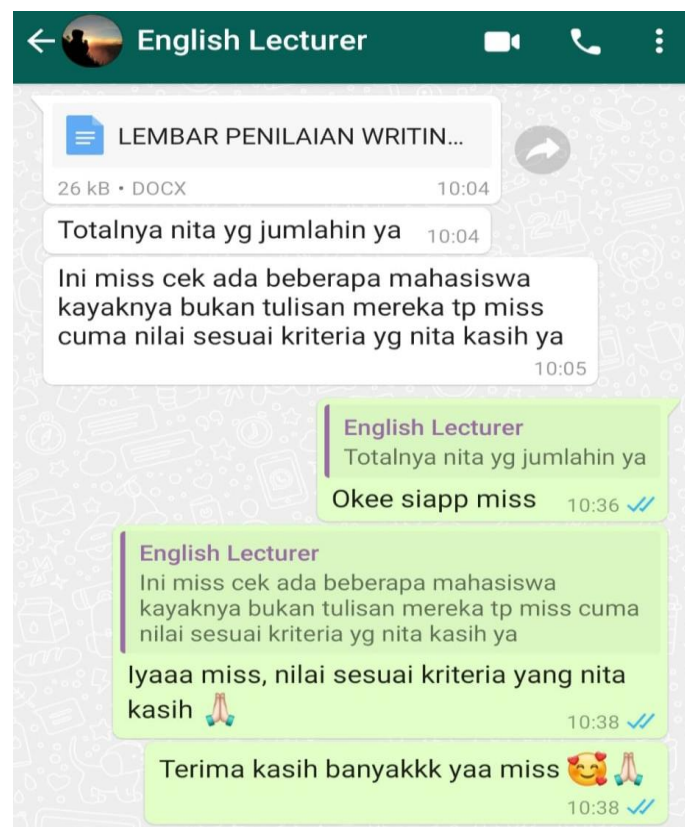 English Lecturer
LEMBAR PENILAIAN WRITIN...
26 kB • DOCX 10:04
Totalnya nita yg jumlahin ya 10:04
Ini miss cek ada beberapa mahasiswa
kayaknya bukan tulisan mereka tp miss
cuma nilai sesuai kriteria yg nita kasih ya
10:05
English Lecturer
Totalnya nita yg jumlahin ya
Okee siapp miss 10:36
English Lecturer
Ini miss cek ada beberapa mahasiswa
kayaknya bukan tulisan mereka tp miss cuma
nilai sesuai kriteria yg nita kasih ya
Iyaaa miss, nilai sesuai kriteria yang nita
kasih 🙏🏻
10:38
Terima kasih banyakkk yaa miss 🥰🙏🏻
10:38